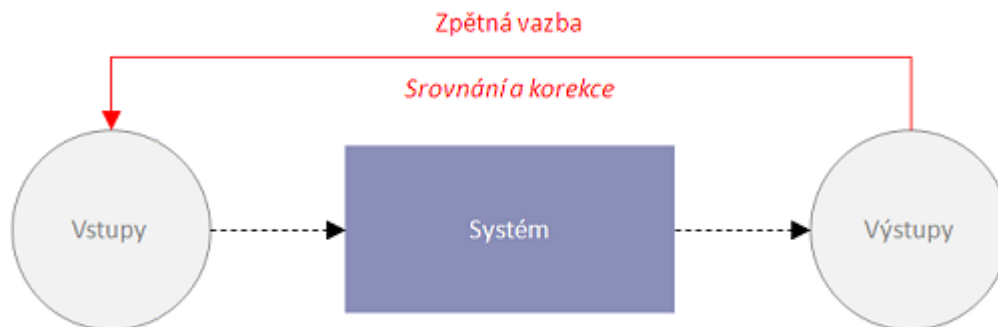 Zpětná vazba
Srovnání a korekce
Vstupy
Systém
Výstupy